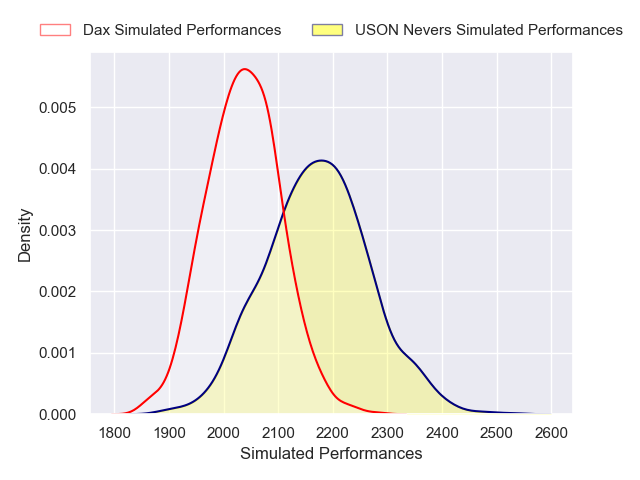 Dax Simulated Performances
USON Nevers Simulated Performances
Density
0.005
0.004
0.003
0.002
0.001
0.000
1800 1900 2000 2100 2200 2300 2400 2500 2600
Simulated Performances